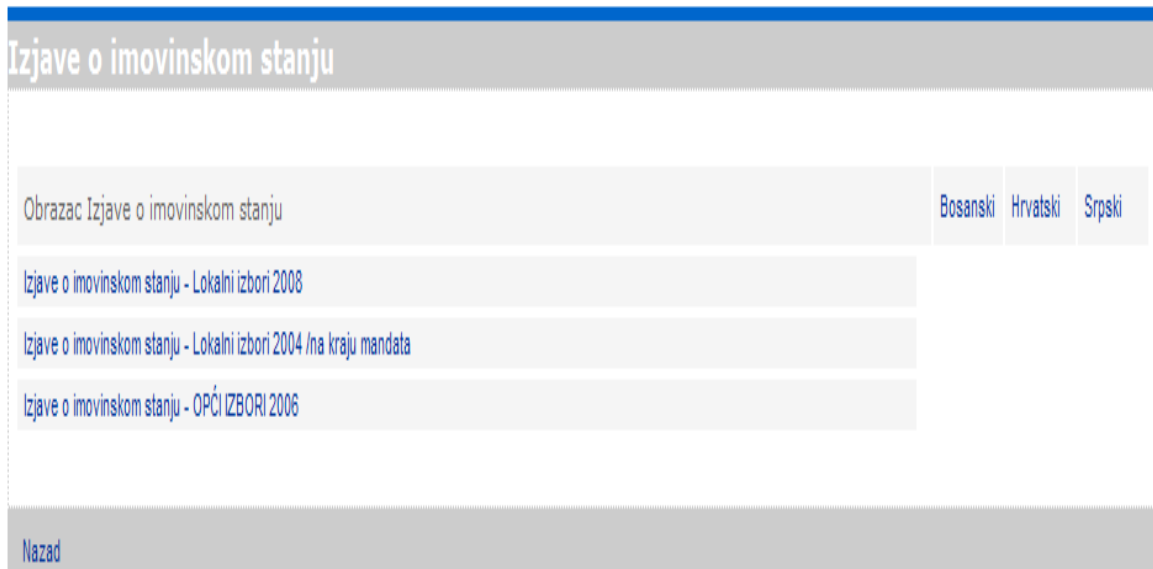 Izjave o imovinskom stanju
Obrazac Izjave o imovinskom stanju Bosanski Hrvatski Srpski
Izjave o imovinskom stanju - Lokalni izbori 2008
Izjave o imovinskom stanju - Lokalni izbori 2004 /na kraju mandata
Izjave o imovinskom stanju - OPĆI IZBORI 2006
Nazad